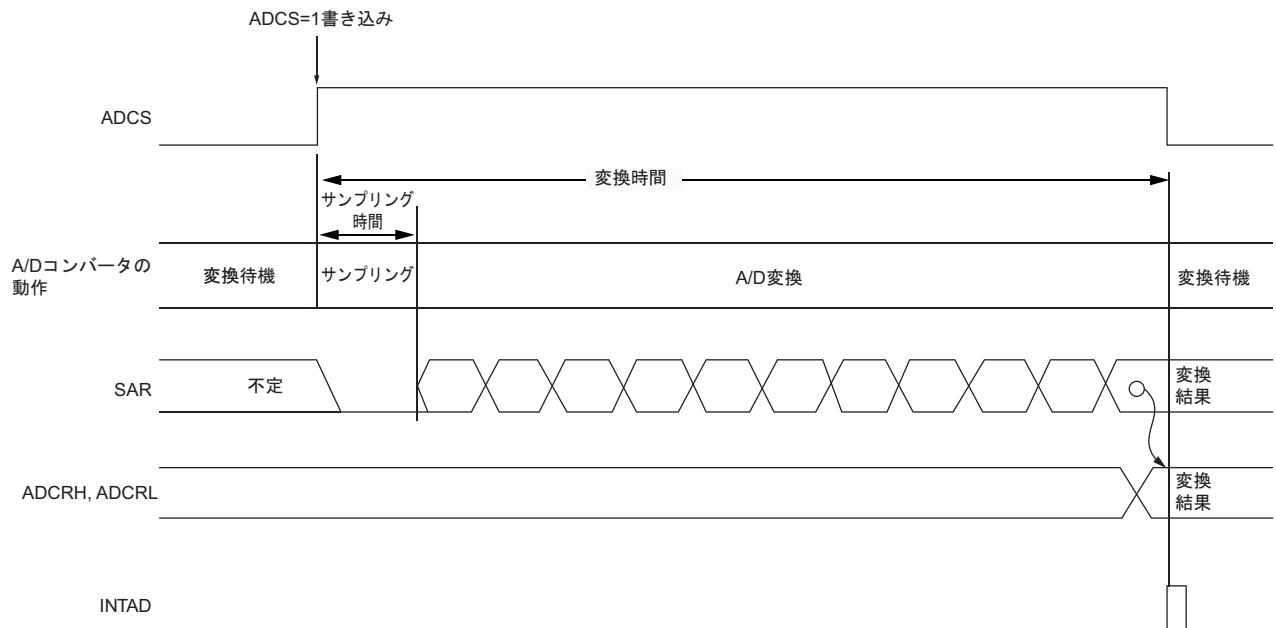 ADCS=1書き込み
ADCS
変換時間
サンプリング
時間
A/Dコンバータの
動作
変換待機
サンプリング
A/D変換
変換待機
SAR
不定
変換
結果
ADCRH, ADCRL
変換
結果
INTAD